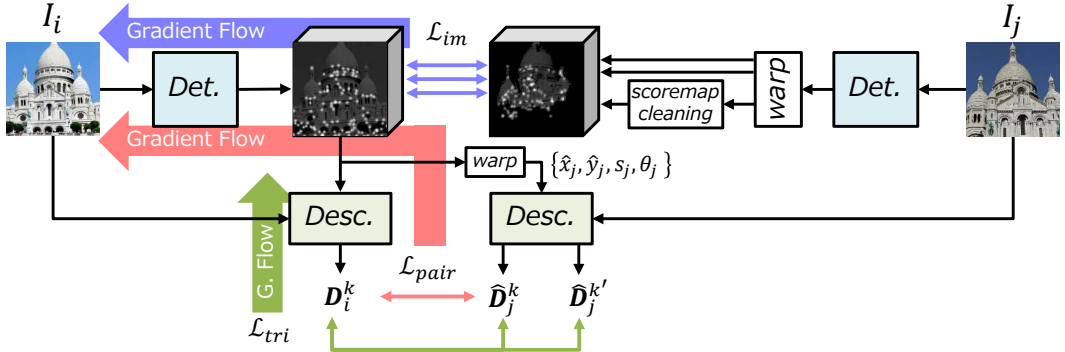 I_i
I_j
Gradient Flow
ℒ_im
Det.
scoremap
cleaning
warp
Det.
Gradient Flow
warp
{x̂_j, ŷ_j, s_j, θ_j }
Desc.
Desc.
G. Flow
ℒ_pair
D_i^k
D̂_j^k
D̂_j^k'
ℒ_tri